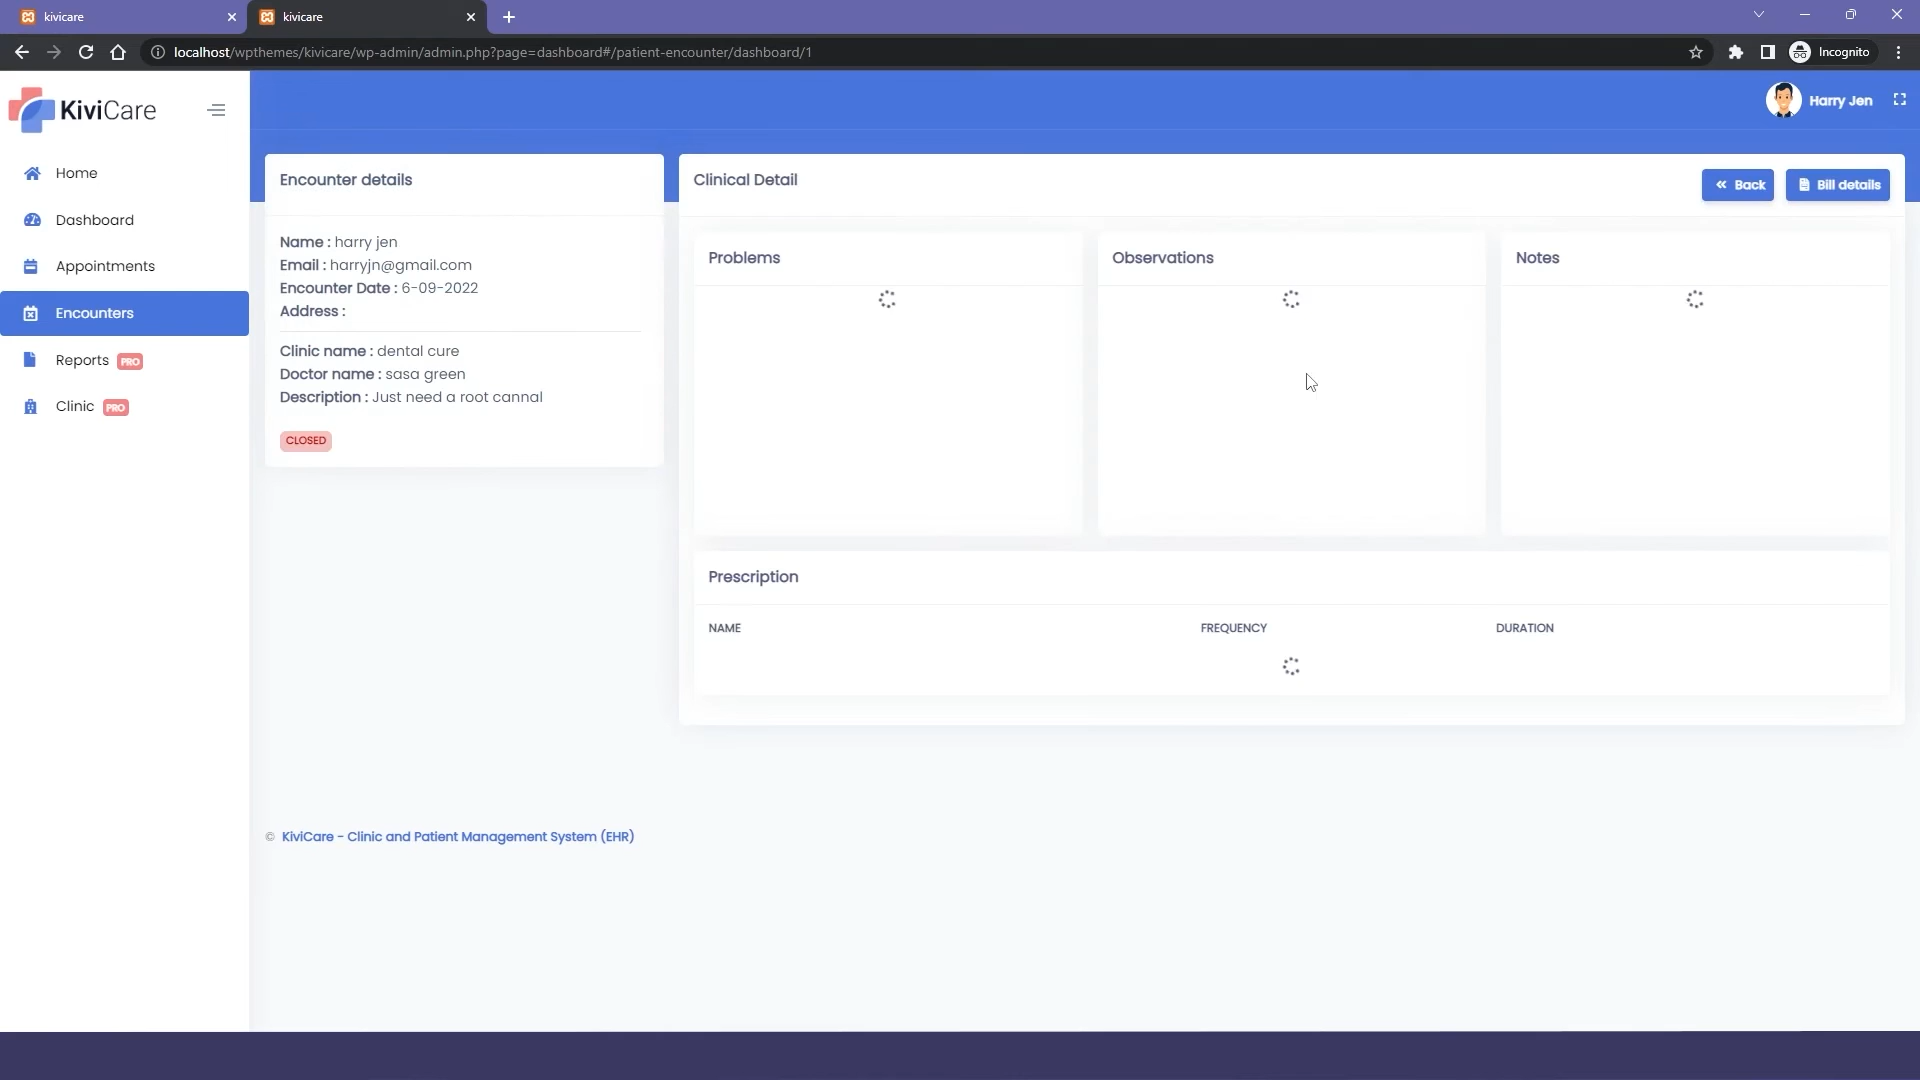 kivicare
kivicare
localhost/wpthemes/kivicare/wp-admin/admin.php?page=dashboard#/patient-encounter/dashboard/1
Incognito
KiviCare
Harry Jen
Home
Dashboard
Appointments
Encounters
Reports PRO
Clinic PRO
Encounter details
Name : harry jen
Email : harryjn@gmail.com
Encounter Date : 6-09-2022
Address :
Clinic name : dental cure
Doctor name : sasa green
Description : Just need a root cannal
CLOSED
Clinical Detail
Back
Bill details
Problems
Observations
Notes
Prescription
NAME
FREQUENCY
DURATION
© KiviCare - Clinic and Patient Management System (EHR)